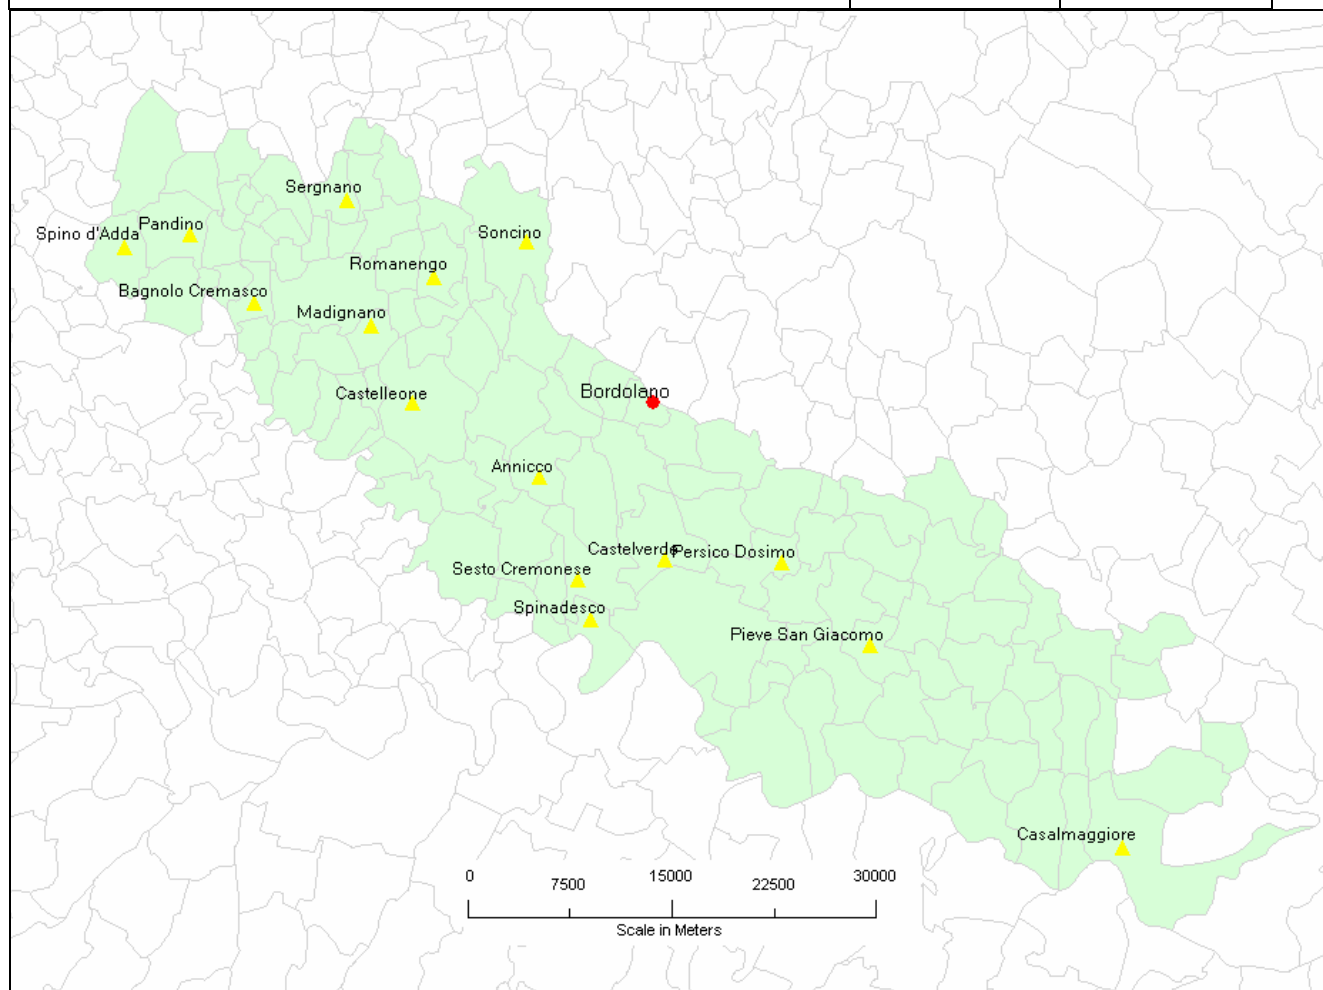 Sergnano
Pandino
Spino d'Adda
Soncino
Romanengo
Bagnolo Cremasco
Madignano
Bordolano
Castelleone
Annicco
Castelverde
Persico Dosimo
Sesto Cremonese
Spinadesco
Pieve San Giacomo
Casalmaggiore
0 7500 15000 22500 30000
Scale in Meters